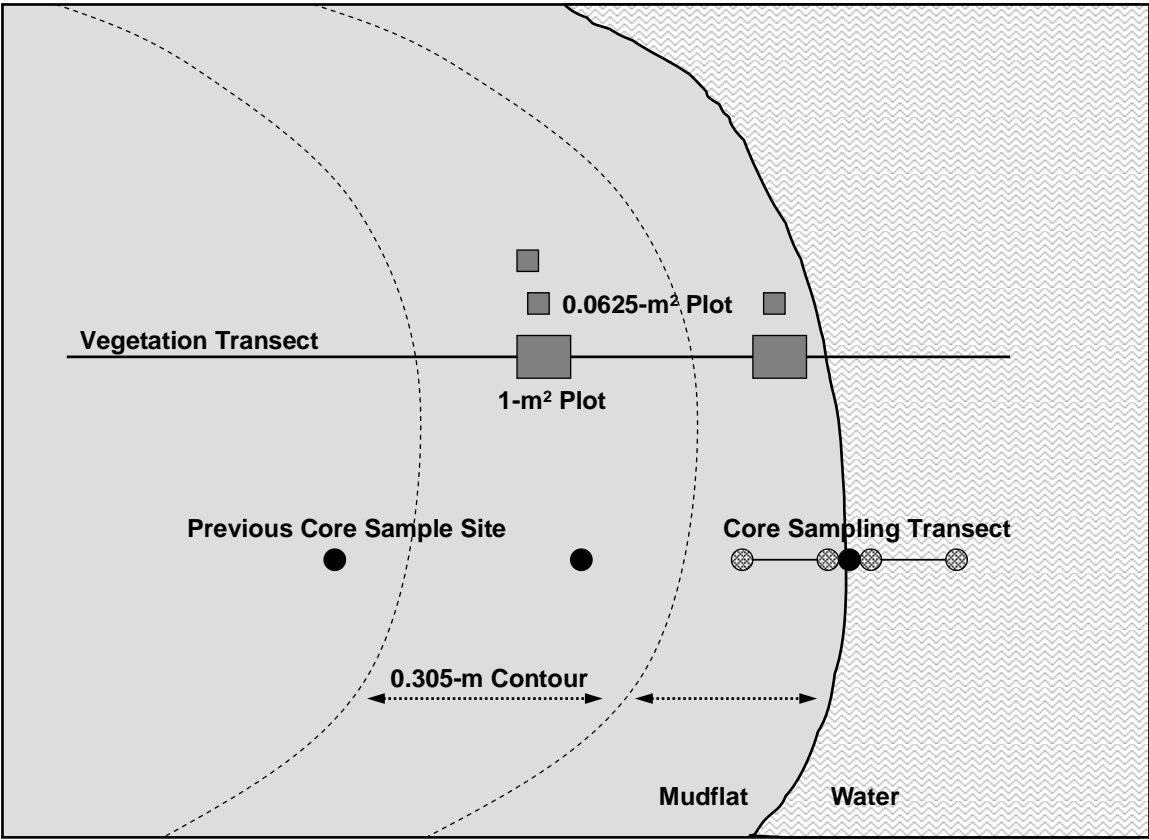 0.0625-m² Plot
Vegetation Transect
1-m² Plot
Previous Core Sample Site
Core Sampling Transect
0.305-m Contour
Mudflat
Water